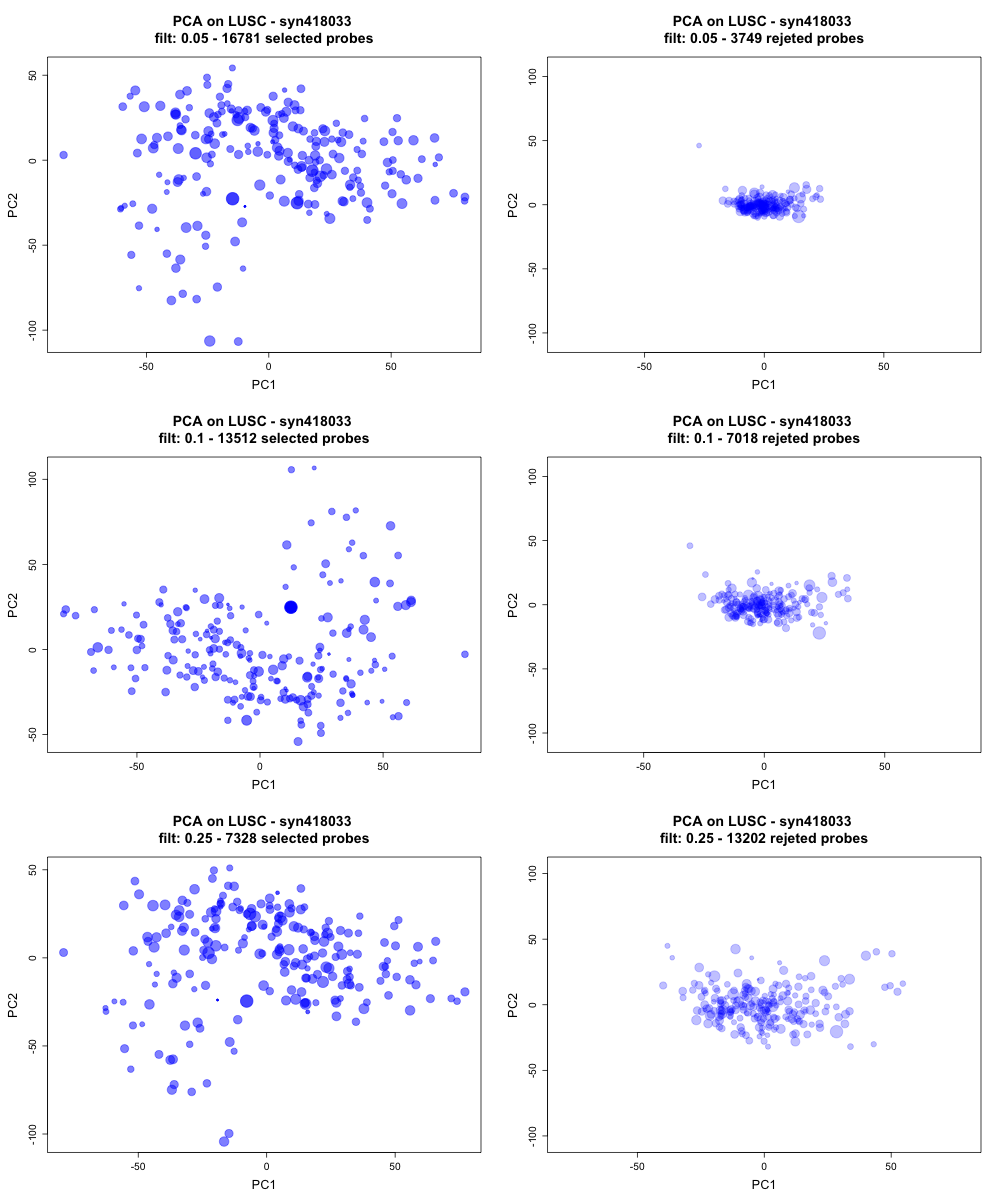 PCA on LUSC - syn418033
filt: 0.05 - 16781 selected probes
50
0
-50
-100
PC2
-50
0
50
PC1
PCA on LUSC - syn418033
filt: 0.05 - 3749 rejeted probes
100
50
0
-50
-100
PC2
-50
0
50
PC1
PCA on LUSC - syn418033
filt: 0.1 - 13512 selected probes
100
50
0
-50
PC2
-50
0
50
PC1
PCA on LUSC - syn418033
filt: 0.1 - 7018 rejeted probes
100
50
0
-50
-100
PC2
-50
0
50
PC1
PCA on LUSC - syn418033
filt: 0.25 - 7328 selected probes
50
0
-50
-100
PC2
-50
0
50
PC1
PCA on LUSC - syn418033
filt: 0.25 - 13202 rejeted probes
100
50
0
-50
-100
PC2
-50
0
50
PC1